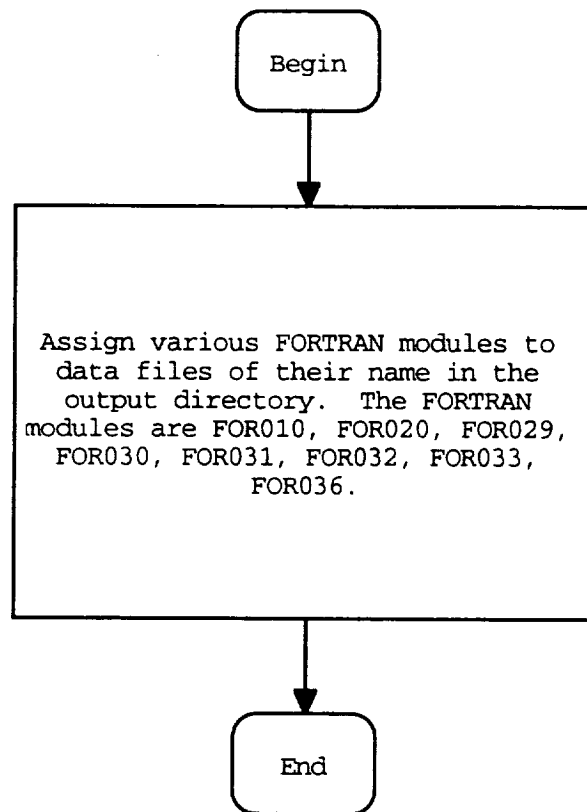 Begin
Assign various FORTRAN modules to
data files of their name in the
output directory. The FORTRAN
modules are FOR010, FOR020, FOR029,
FOR030, FOR031, FOR032, FOR033,
FOR036.
End